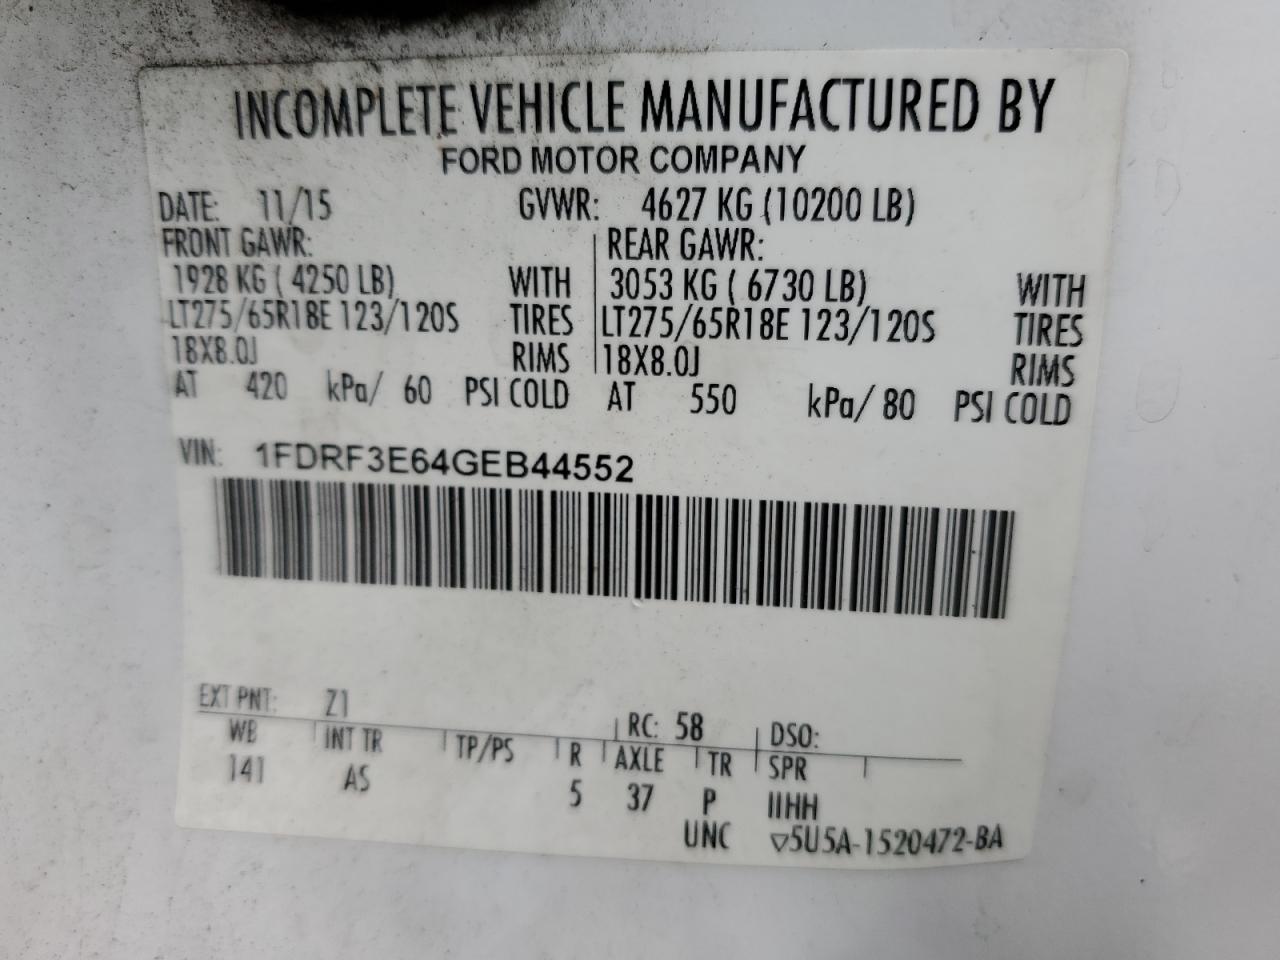 INCOMPLETE VEHICLE MANUFACTURED BY
FORD MOTOR COMPANY
DATE: 11/15 GVWR: 4627 KG (10200 LB)
FRONT GAWR: REAR GAWR:
1928 KG ( 4250 LB) WITH 3053 KG ( 6730 LB) WITH
LT275/65R18E 123/120S TIRES LT275/65R18E 123/120S TIRES
18X8.0J RIMS 18X8.0J RIMS
AT 420 kPa/ 60 PSI COLD AT 550 kPa/ 80 PSI COLD
VIN: 1FDRF3E64GEB44552
EXT PNT: Z1 RC: 58 DSO:
WB INT TR TP/PS R AXLE TR SPR
141 AS 5 37 P IIHH
UNC ▽5U5A-1520472-BA